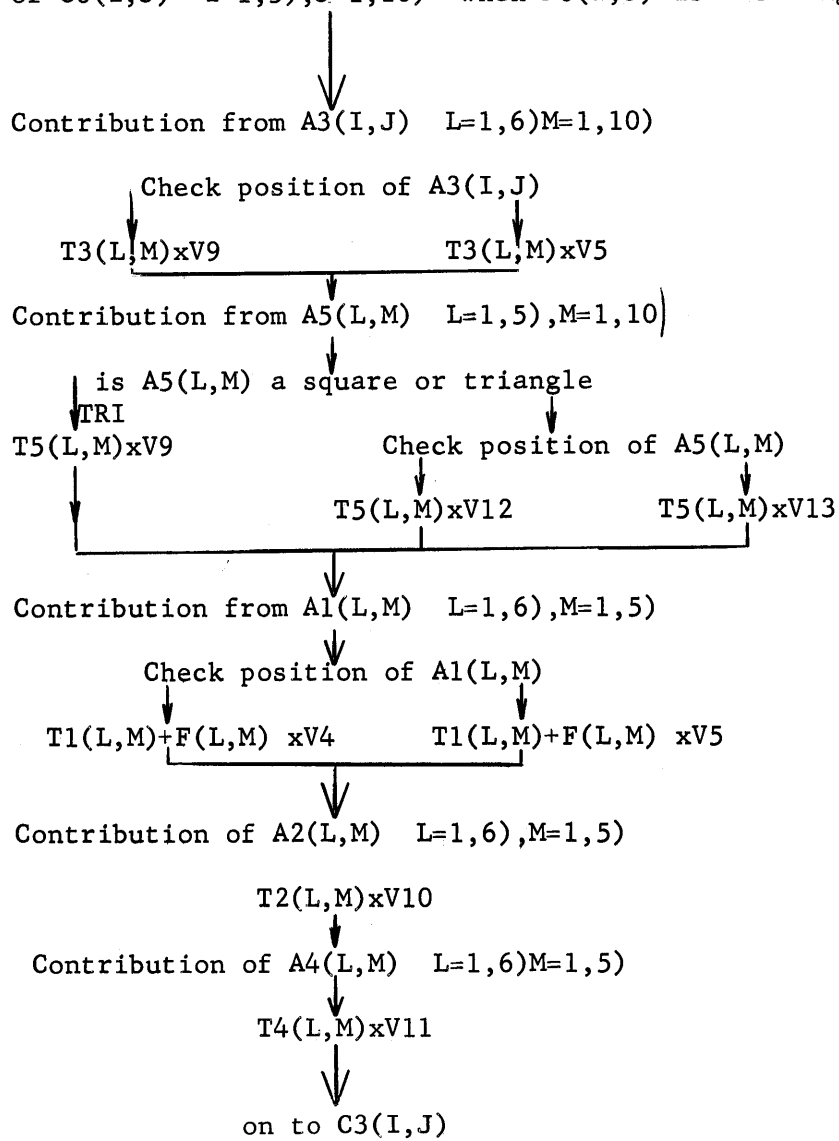 Contribution from A3(I,J) L=1,6)M=1,10)
Check position of A3(I,J)
T3(L,M)xV9 T3(L,M)xV5
Contribution from A5(L,M) L=1,5),M=1,10)
is A5(L,M) a square or triangle
TRI
T5(L,M)xV9 Check position of A5(L,M)
T5(L,M)xV12 T5(L,M)xV13
Contribution from A1(L,M) L=1,6),M=1,5)
Check position of A1(L,M)
T1(L,M)+F(L,M) xV4 T1(L,M)+F(L,M) xV5
Contribution of A2(L,M) L=1,6),M=1,5)
T2(L,M)xV10
Contribution of A4(L,M) L=1,6)M=1,5)
T4(L,M)xV11
on to C3(I,J)